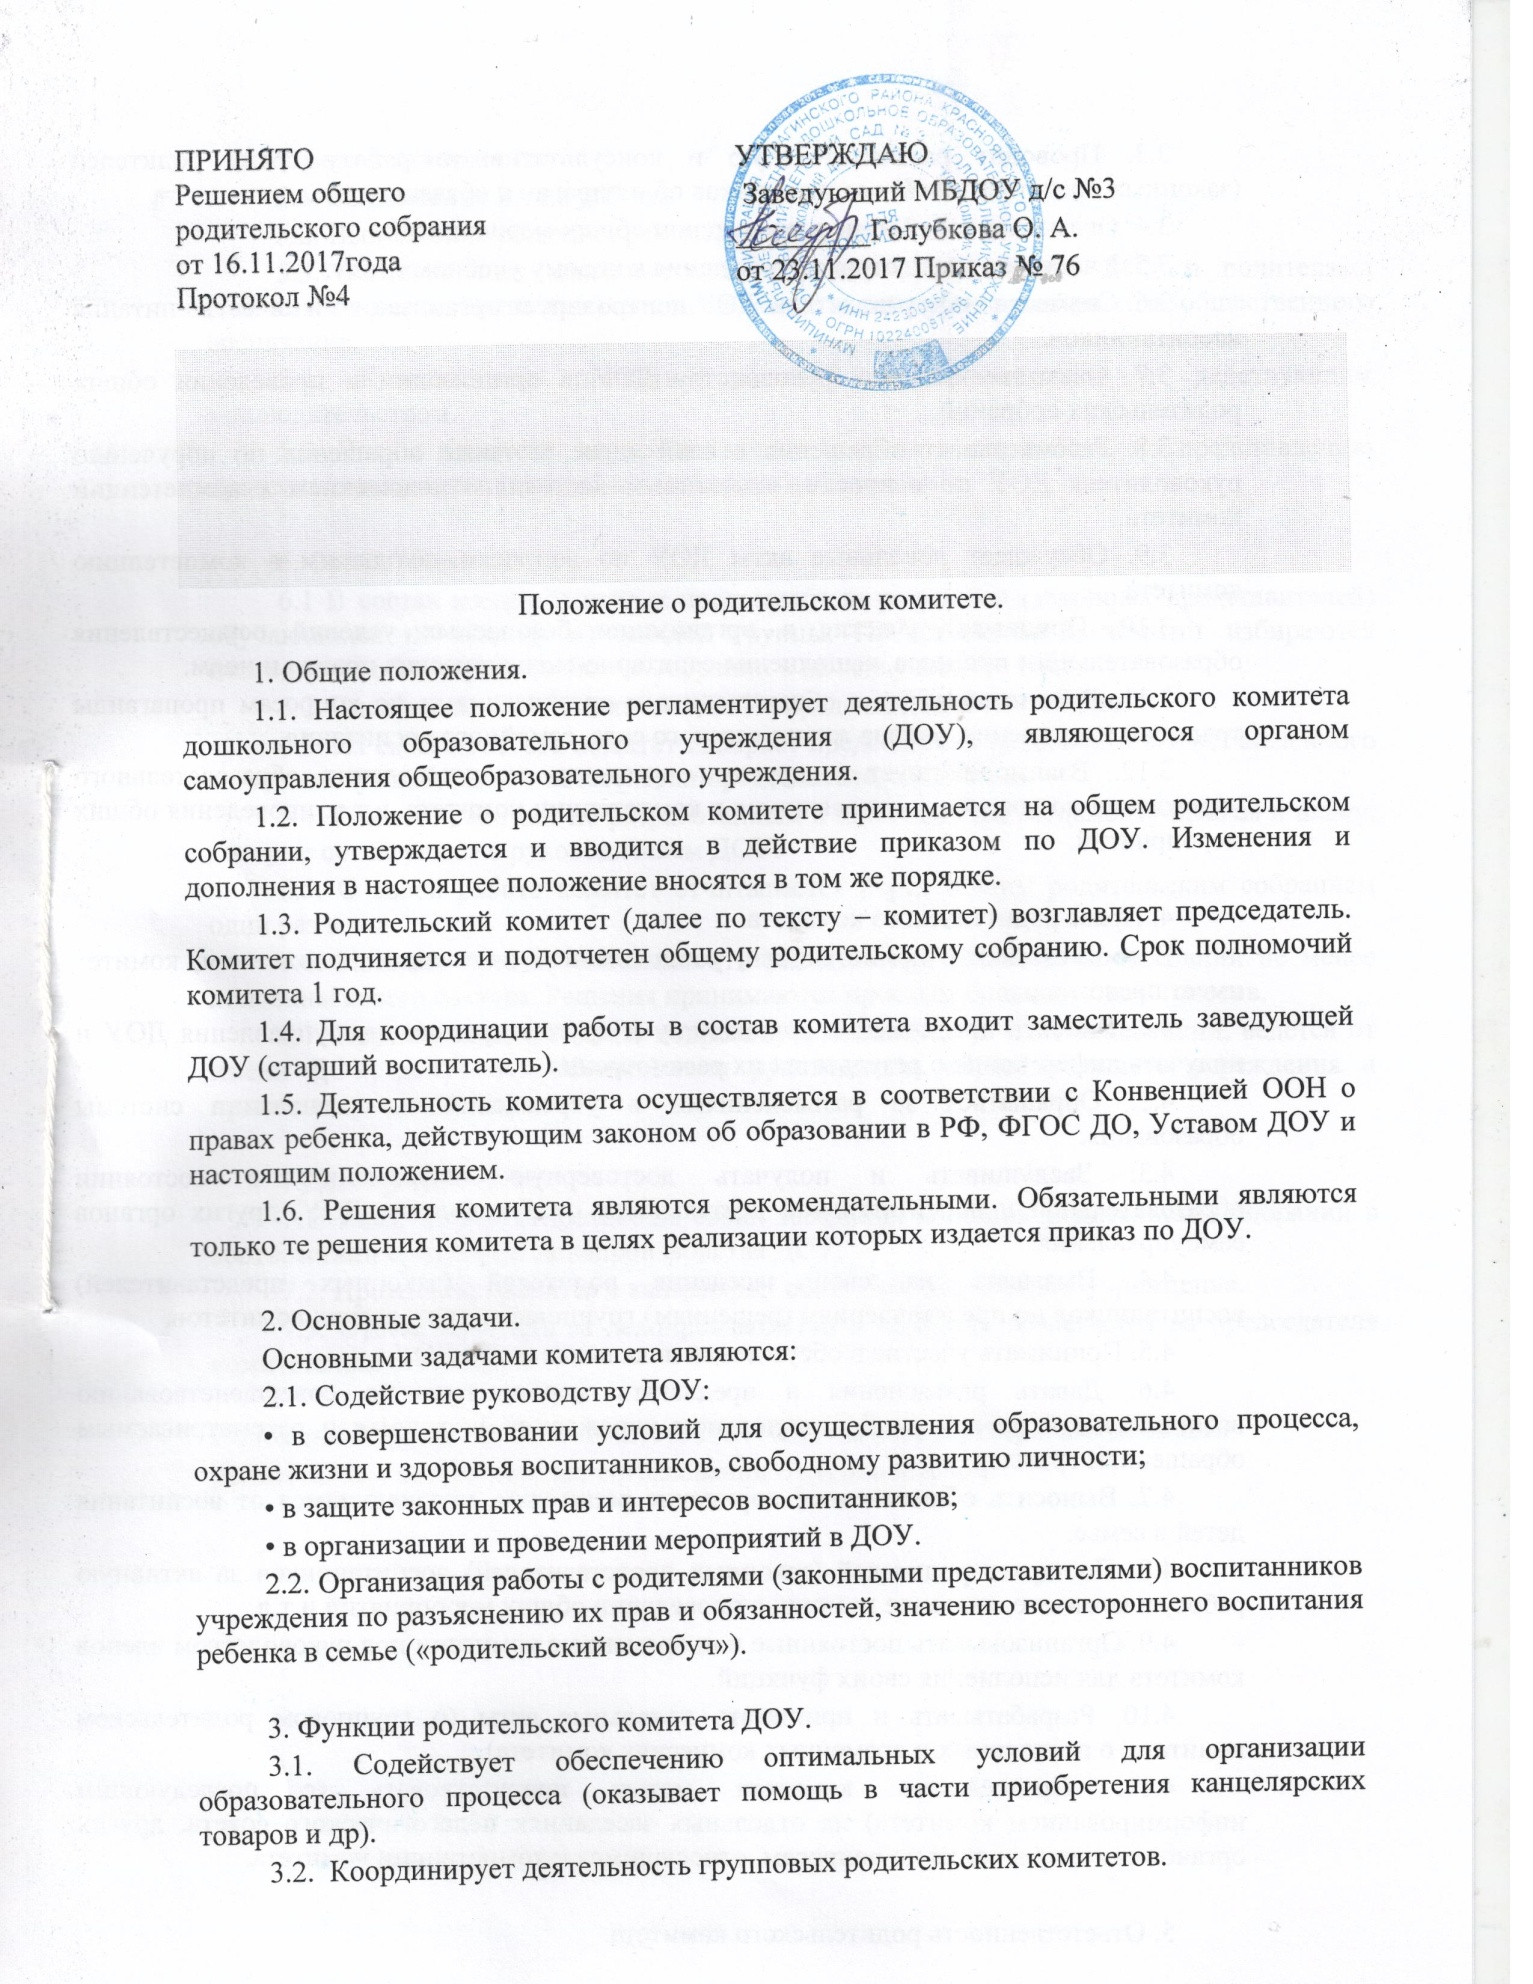 ПРИНЯТО
Решением общего
родительского собрания
от 16.11.2017года
Протокол №4
УТВЕРЖДАЮ
Заведующий МБДОУ д/с №3
Голубкова О. А.
от 23.11.2017 Приказ № 76
Положение о родительском комитете.
1. Общие положения.
1.1. Настоящее положение регламентирует деятельность родительского комитета
дошкольного образовательного учреждения (ДОУ), являющегося органом
самоуправления общеобразовательного учреждения.
1.2. Положение о родительском комитете принимается на общем родительском
собрании, утверждается и вводится в действие приказом по ДОУ. Изменения и
дополнения в настоящее положение вносятся в том же порядке.
1.3. Родительский комитет (далее по тексту – комитет) возглавляет председатель.
Комитет подчиняется и подотчетен общему родительскому собранию. Срок полномочий
комитета 1 год.
1.4. Для координации работы в состав комитета входит заместитель заведующей
ДОУ (старший воспитатель).
1.5. Деятельность комитета осуществляется в соответствии с Конвенцией ООН о
правах ребенка, действующим законом об образовании в РФ, ФГОС ДО, Уставом ДОУ и
настоящим положением.
1.6. Решения комитета являются рекомендательными. Обязательными являются
только те решения комитета в целях реализации которых издается приказ по ДОУ.
2. Основные задачи.
Основными задачами комитета являются:
2.1. Содействие руководству ДОУ:
• в совершенствовании условий для осуществления образовательного процесса,
охране жизни и здоровья воспитанников, свободному развитию личности;
• в защите законных прав и интересов воспитанников;
• в организации и проведении мероприятий в ДОУ.
2.2. Организация работы с родителями (законными представителями) воспитанников
учреждения по разъяснению их прав и обязанностей, значению всестороннего воспитания
ребенка в семье («родительский всеобуч»).
3. Функции родительского комитета ДОУ.
3.1. Содействует обеспечению оптимальных условий для организации
образовательного процесса (оказывает помощь в части приобретения канцелярских
товаров и др).
3.2. Координирует деятельность групповых родительских комитетов.